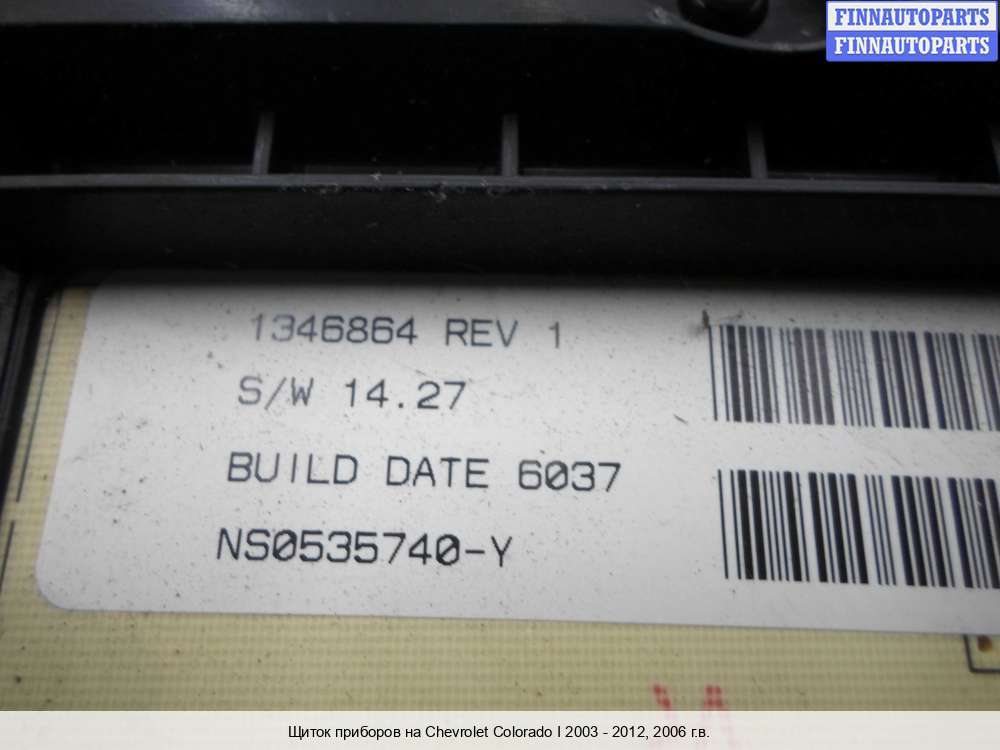 FINNAUTOPARTS
FINNAUTOPARTS
1346864 REV 1
S/W 14.27
BUILD DATE 6037
NS0535740-Y
Щиток приборов на Chevrolet Colorado I 2003 - 2012, 2006 г.в.